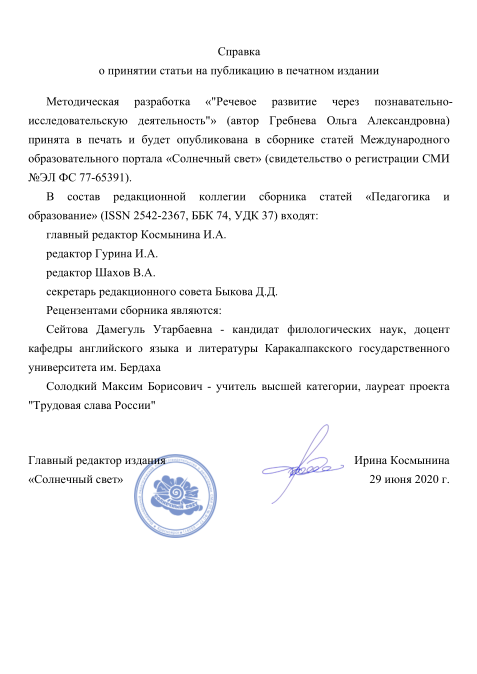 Справка
о принятии статьи на публикацию в печатном издании
Методическая разработка «"Речевое развитие через познавательно-
исследовательскую деятельность"» (автор Гребнева Ольга Александровна)
принята в печать и будет опубликована в сборнике статей Международного
образовательного портала «Солнечный свет» (свидетельство о регистрации СМИ
№ЭЛ ФС 77-65391).
В состав редакционной коллегии сборника статей «Педагогика и
образование» (ISSN 2542-2367, ББК 74, УДК 37) входят:
главный редактор Космынина И.А.
редактор Гурина И.А.
редактор Шахов В.А.
секретарь редакционного совета Быкова Д.Д.
Рецензентами сборника являются:
Сейтова Дамегуль Утарбаевна - кандидат филологических наук, доцент
кафедры английского языка и литературы Каракалпакского государственного
университета им. Бердаха
Солодкий Максим Борисович - учитель высшей категории, лауреат проекта
"Трудовая слава России"
Главный редактор издания Ирина Космынина
«Солнечный свет» 29 июня 2020 г.